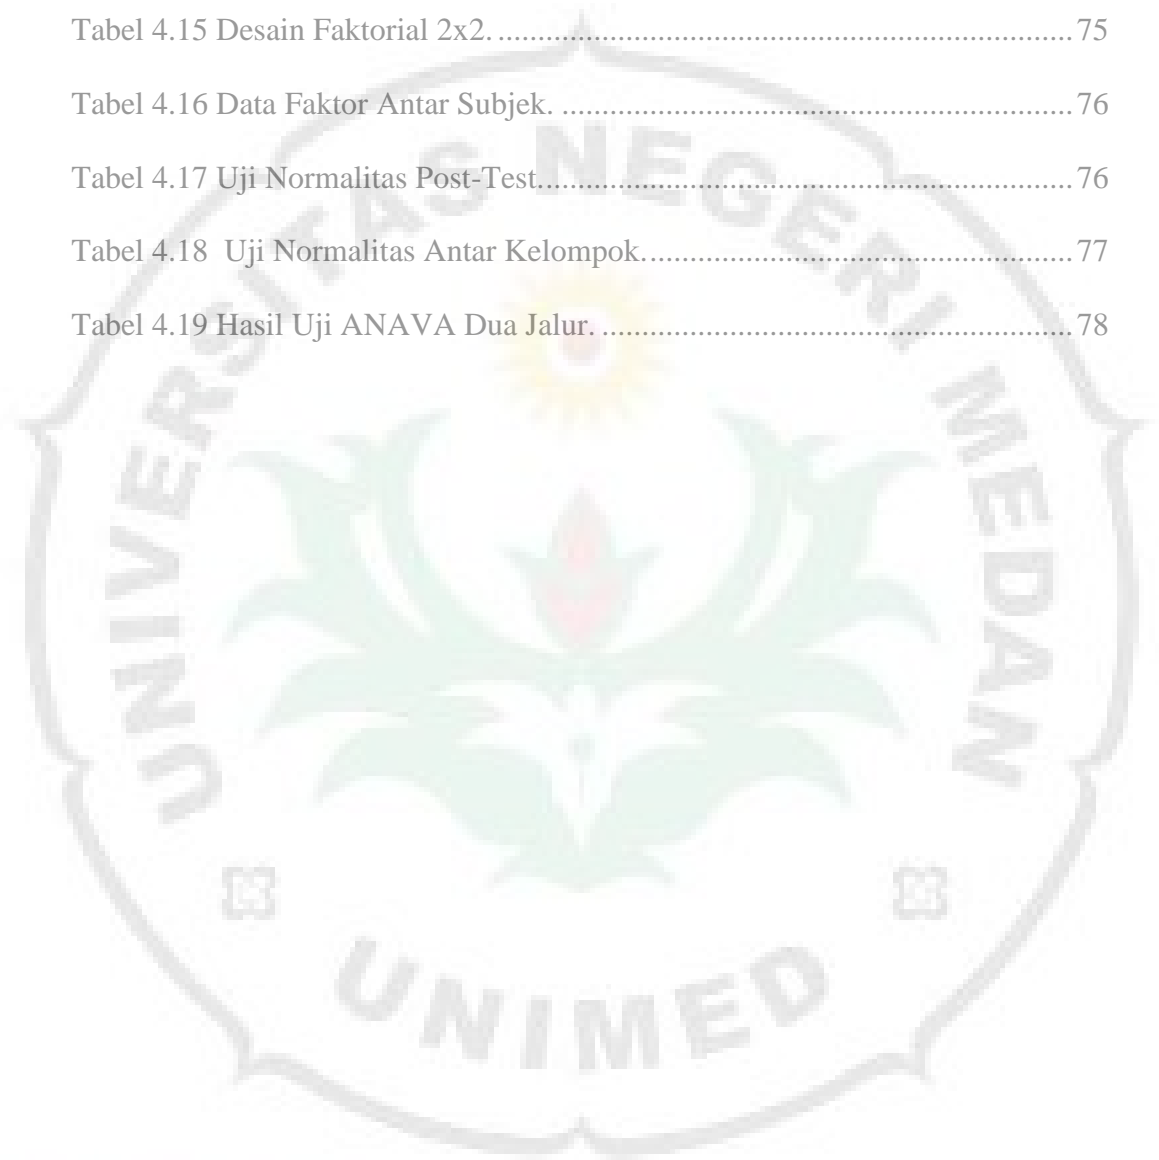 Tabel 4.15 Desain Faktorial 2x2. ........................................................................ 75
Tabel 4.16 Data Faktor Antar Subjek. ................................................................ 76
Tabel 4.17 Uji Normalitas Post-Test................................................................... 76
Tabel 4.18  Uji Normalitas Antar Kelompok...................................................... 77
Tabel 4.19 Hasil Uji ANAVA Dua Jalur. ........................................................... 78
UNIVERSITAS NEGERI MEDAN
UNIMED